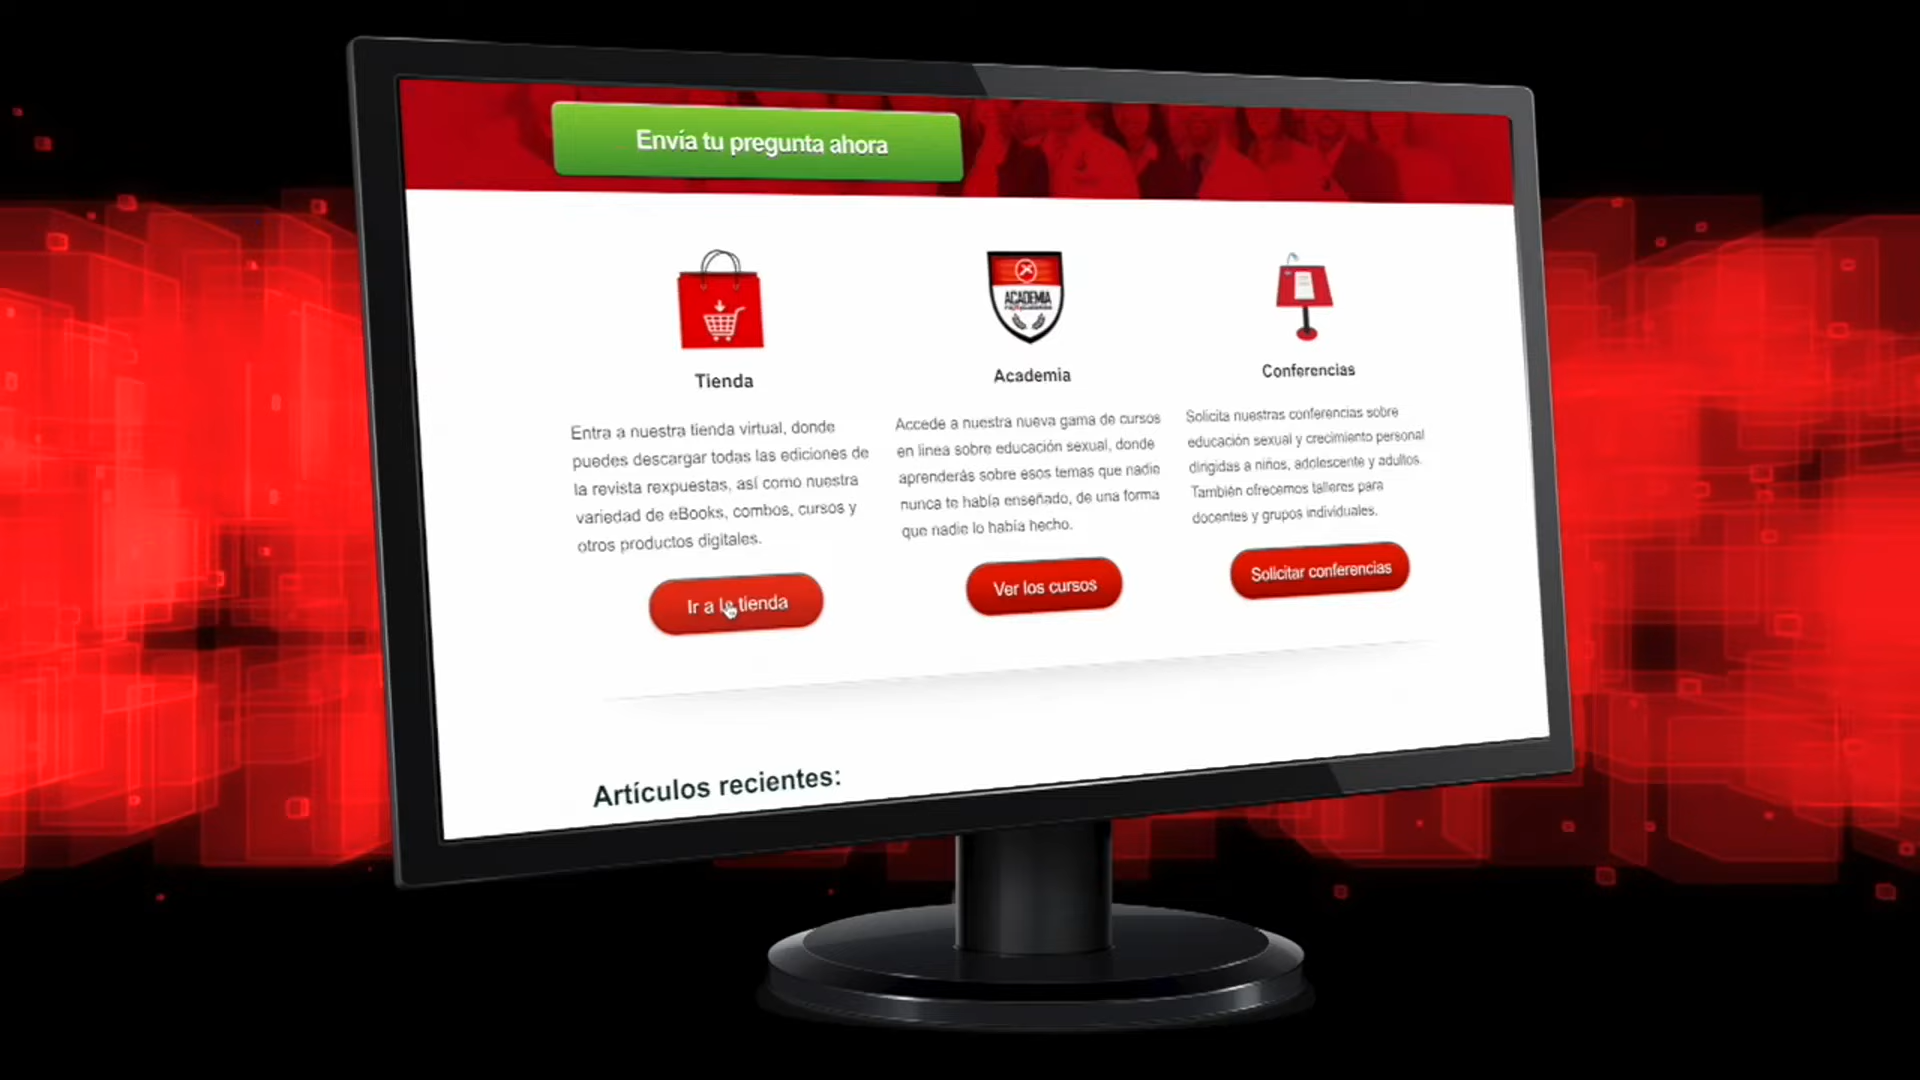 Envía tu pregunta ahora
ACADEMIA
Tienda
Entra a nuestra tienda virtual, donde
puedes descargar todas las ediciones de
la revista rexpuestas, así como nuestra
variedad de eBooks, combos, cursos y
otros productos digitales.
Ir a la tienda
Academia
Accede a nuestra nueva gama de cursos
en línea sobre educación sexual, donde
aprenderás sobre esos temas que nadie
nunca te había enseñado, de una forma
que nadie lo había hecho.
Ver los cursos
Conferencias
Solicita nuestras conferencias sobre
educación sexual y crecimiento personal
dirigidas a niños, adolescente y adultos.
También ofrecemos talleres para
docentes y grupos individuales.
Solicitar conferencias
Artículos recientes: